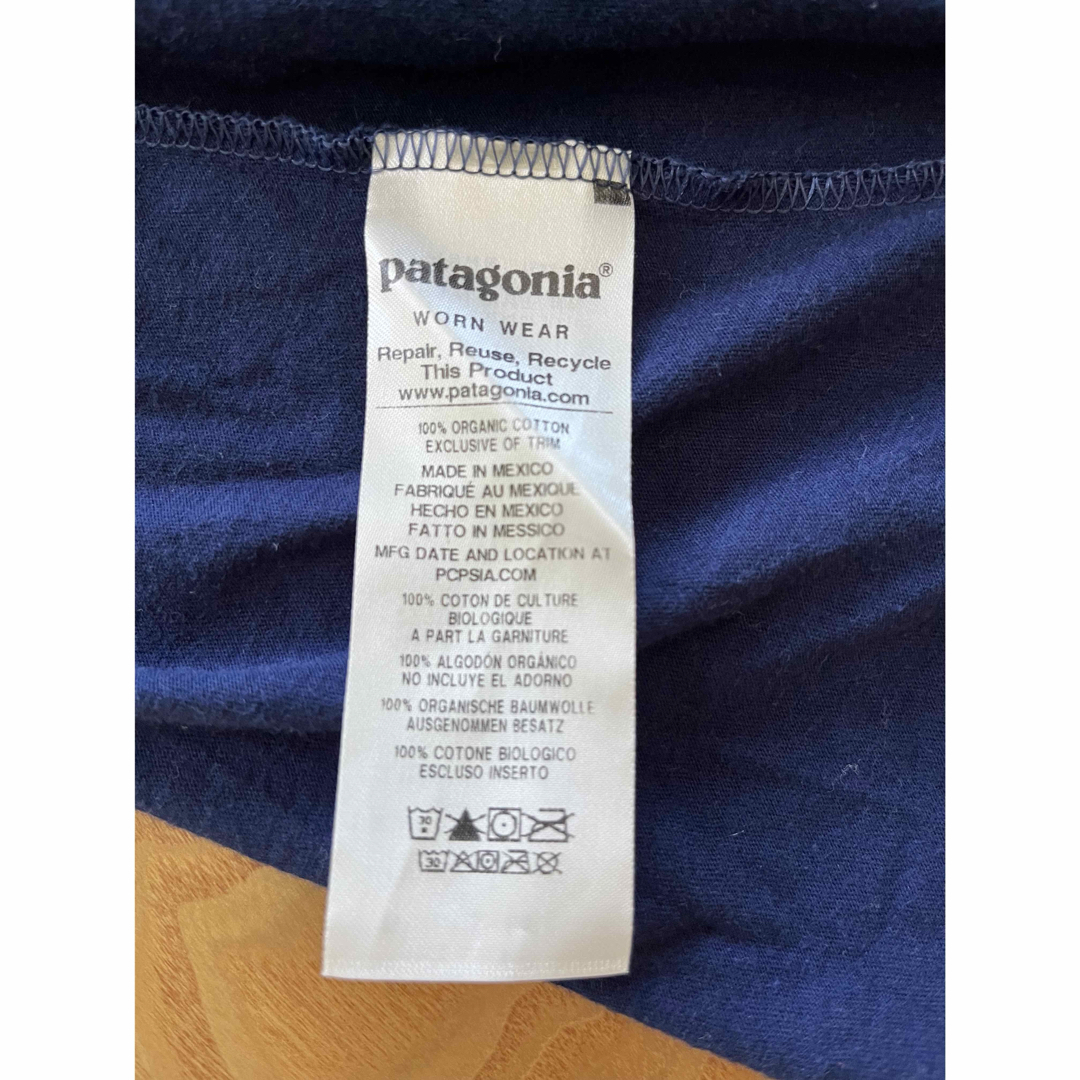 patagonia®
WORN WEAR
Repair, Reuse, Recycle
This Product
www.patagonia.com
100% ORGANIC COTTON
EXCLUSIVE OF TRIM
MADE IN MEXICO
FABRIQUÉ AU MEXIQUE
HECHO EN MEXICO
FATTO IN MESSICO
MFG DATE AND LOCATION AT
PCPSIA.COM
100% COTON DE CULTURE
BIOLOGIQUE
A PART LA GARNITURE
100% ALGODÓN ORGÁNICO
NO INCLUYE EL ADORNO
100% ORGANISCHE BAUMWOLLE
AUSGENOMMEN BESATZ
100% COTONE BIOLOGICO
ESCLUSO INSERTO
30
30